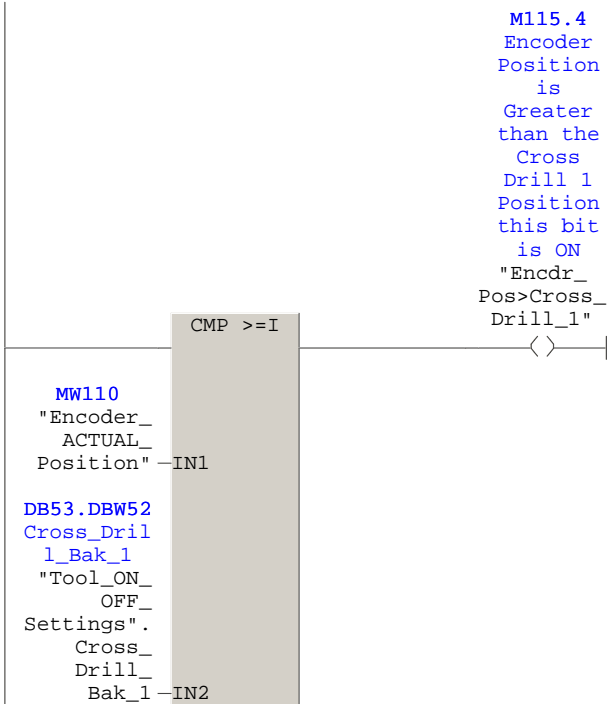 M115.4
Encoder
Position
is
Greater
than the
Cross
Drill 1
Position
this bit
is ON
"Encdr_
Pos>Cross_
Drill_1"
CMP >=I
MW110
"Encoder_
ACTUAL_
Position"
IN1
DB53.DBW52
Cross_Dril
l_Bak_1
"Tool_ON_
OFF_
Settings".
Cross_
Drill_
Bak_1
IN2